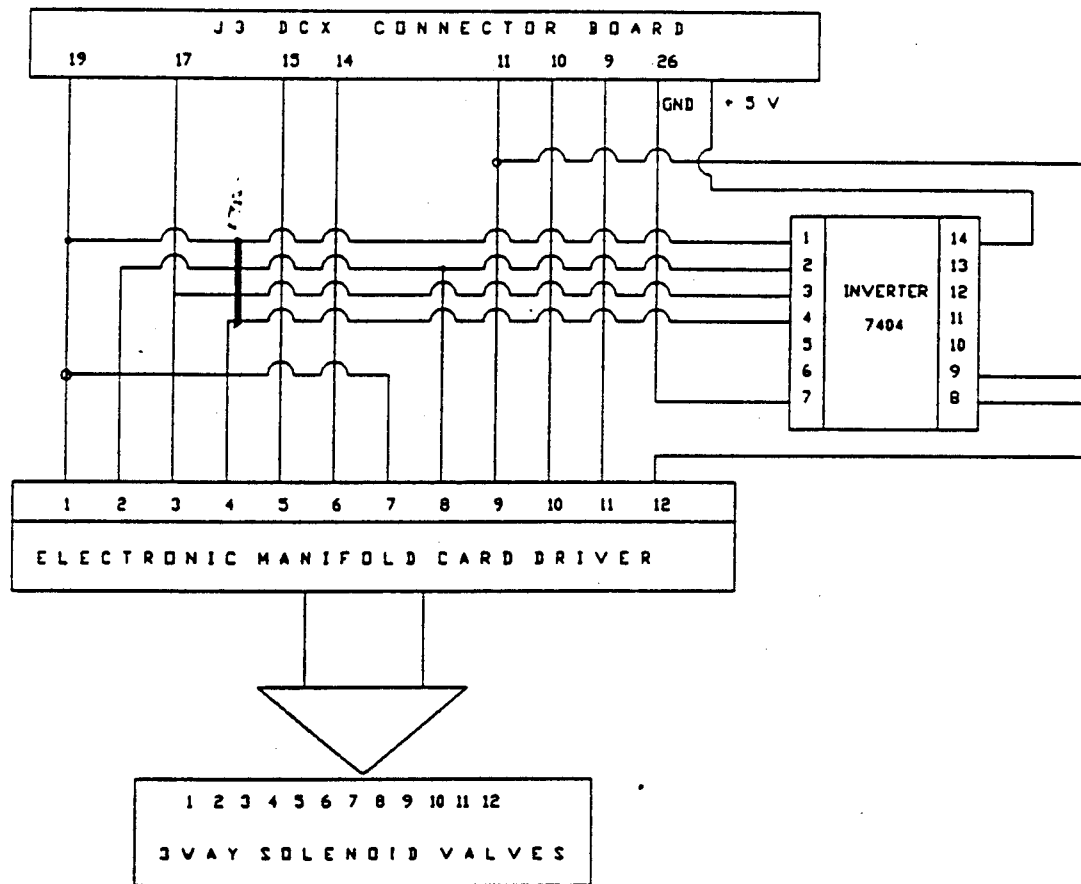 J3 DCX CONNECTOR BOARD
19 17 15 14 11 10 9 26
GND + 5 V
1 14
2 13
3 INVERTER 12
4 7404 11
5 10
6 9
7 8
1 2 3 4 5 6 7 8 9 10 11 12
ELECTRONIC MANIFOLD CARD DRIVER
1 2 3 4 5 6 7 8 9 10 11 12
3WAY SOLENOID VALVES